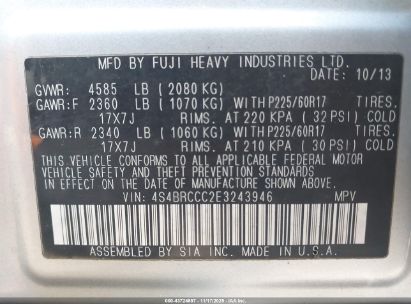 MFD BY FUJI HEAVY INDUSTRIES LTD.
DATE: 10/13
GVWR: 4585 LB (2080 KG)
GAWR:F 2360 LB (1070 KG) WITH P225/60R17 TIRES,
17X7J RIMS. AT 220 KPA (32 PSI) COLD
GAWR:R 2340 LB (1060 KG) WITH P225/60R17 TIRES,
17X7J RIMS. AT 210 KPA (30 PSI) COLD
THIS VEHICLE CONFORMS TO ALL APPLICABLE FEDERAL MOTOR
VEHICLE SAFETY AND THEFT PREVENTION STANDARDS
IN EFFECT ON THE DATE OF MANUFACTURE SHOWN ABOVE.
VIN: 4S4BRCCC2E3243946 MPV
ASSEMBLED BY SIA INC. MADE IN U.S.A.